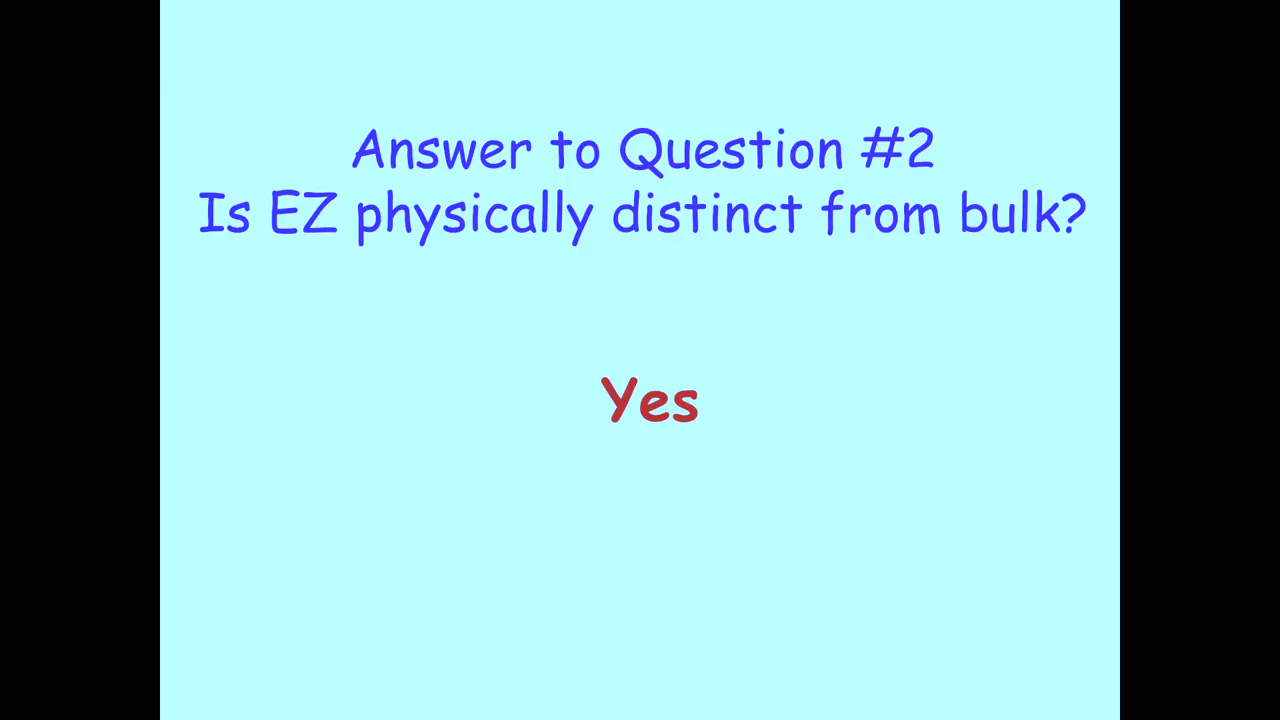 Answer to Question #2
Is EZ physically distinct from bulk?
Yes